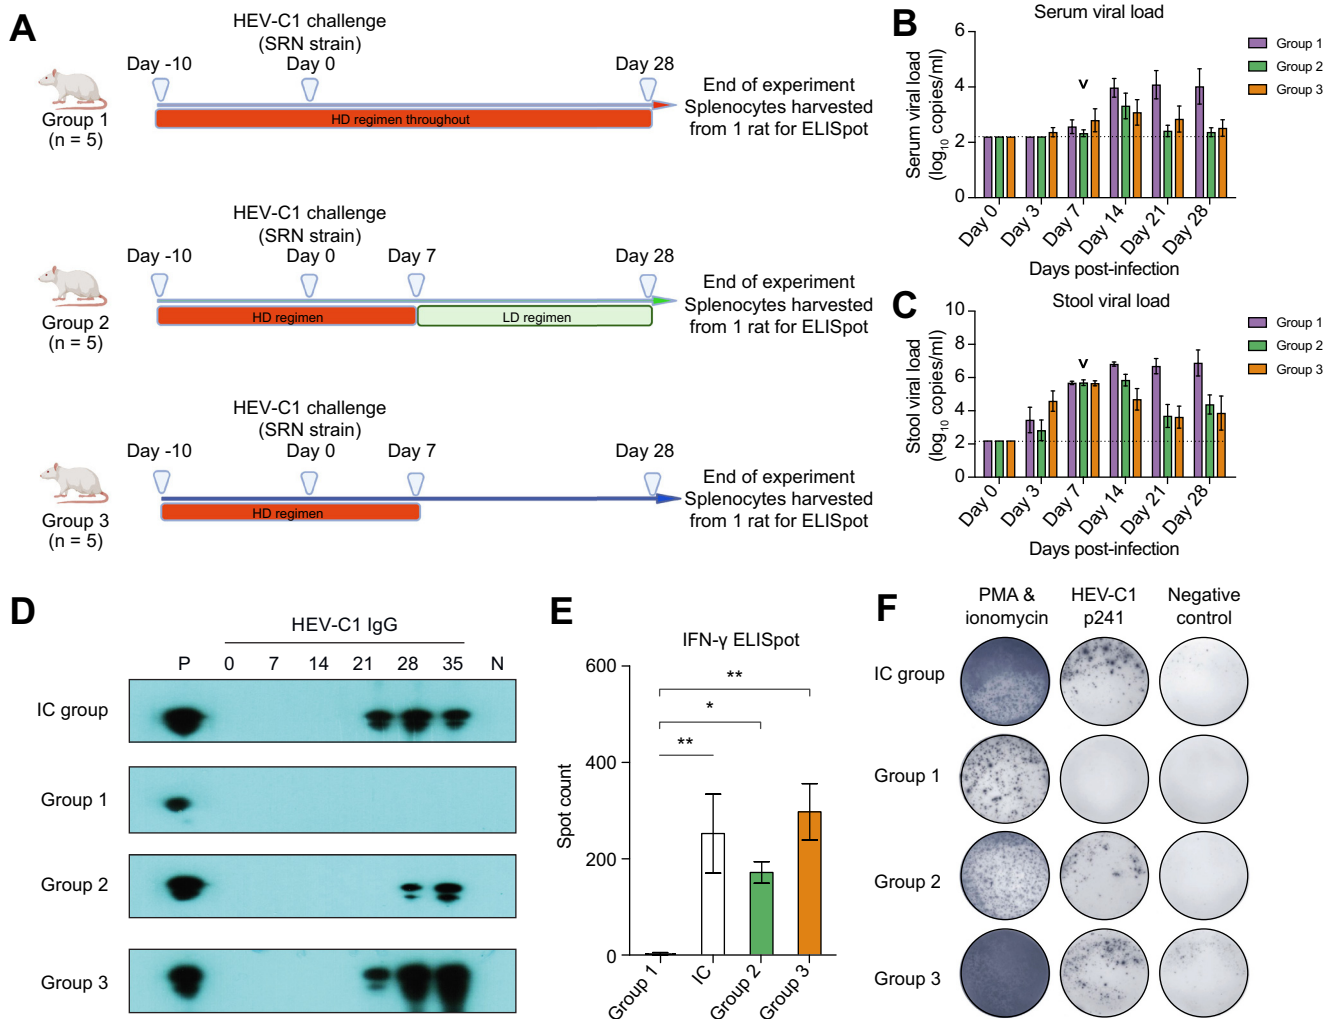 A
HEV-C1 challenge
(SRN strain)
Day -10
Day 0
Day 28
Group 1
(n = 5)
HD regimen throughout
End of experiment
Splenocytes harvested
from 1 rat for ELISpot
HEV-C1 challenge
(SRN strain)
Day -10
Day 0
Day 7
Day 28
Group 2
(n = 5)
HD regimen
LD regimen
End of experiment
Splenocytes harvested
from 1 rat for ELISpot
HEV-C1 challenge
(SRN strain)
Day -10
Day 0
Day 7
Day 28
Group 3
(n = 5)
HD regimen
End of experiment
Splenocytes harvested
from 1 rat for ELISpot
B
Serum viral load
Serum viral load
(log10 copies/ml)
6
4
2
0
v
Group 1
Group 2
Group 3
Day 0
Day 3
Day 7
Day 14
Day 21
Day 28
Days post-infection
C
Stool viral load
Stool viral load
(log10 copies/ml)
10
8
6
4
2
0
v
Group 1
Group 2
Group 3
Day 0
Day 3
Day 7
Day 14
Day 21
Day 28
Days post-infection
D
HEV-C1 IgG
P 0 7 14 21 28 35 N
IC group
Group 1
Group 2
Group 3
E
IFN-γ ELISpot
Spot count
600
400
200
0
**
*
**
Group 1
IC
Group 2
Group 3
F
PMA &
ionomycin
HEV-C1
p241
Negative
control
IC group
Group 1
Group 2
Group 3